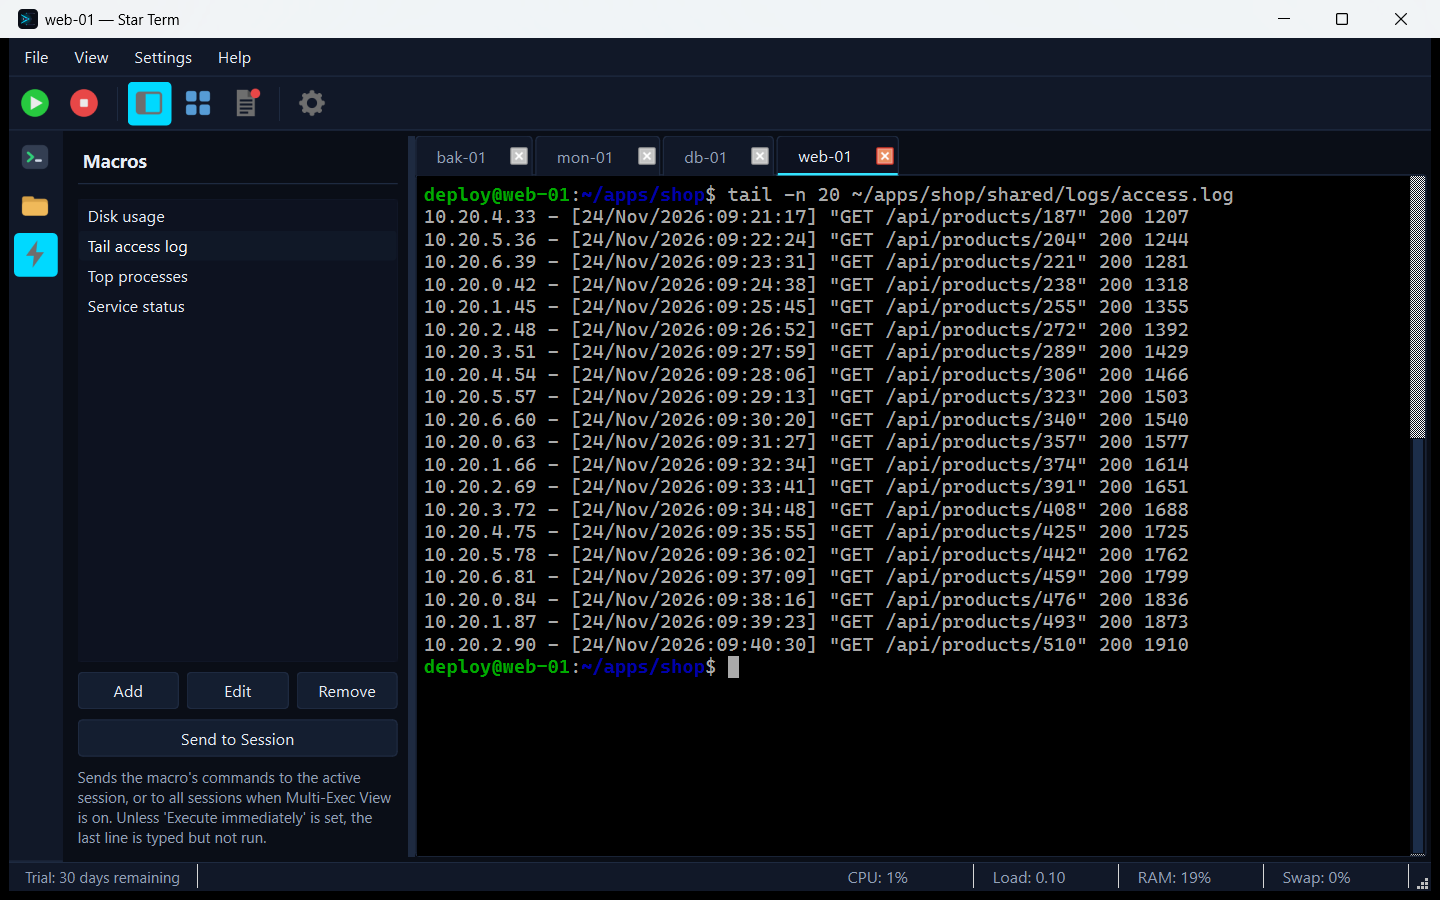 web-01 — Star Term
File View Settings Help
Macros
Disk usage
Tail access log
Top processes
Service status
Add Edit Remove
Send to Session
Sends the macro's commands to the active
session, or to all sessions when Multi-Exec View
is on. Unless 'Execute immediately' is set, the
last line is typed but not run.
bak-01 mon-01 db-01 web-01
deploy@web-01:~/apps/shop$ tail -n 20 ~/apps/shop/shared/logs/access.log
10.20.4.33 - [24/Nov/2026:09:21:17] "GET /api/products/187" 200 1207
10.20.5.36 - [24/Nov/2026:09:22:24] "GET /api/products/204" 200 1244
10.20.6.39 - [24/Nov/2026:09:23:31] "GET /api/products/221" 200 1281
10.20.0.42 - [24/Nov/2026:09:24:38] "GET /api/products/238" 200 1318
10.20.1.45 - [24/Nov/2026:09:25:45] "GET /api/products/255" 200 1355
10.20.2.48 - [24/Nov/2026:09:26:52] "GET /api/products/272" 200 1392
10.20.3.51 - [24/Nov/2026:09:27:59] "GET /api/products/289" 200 1429
10.20.4.54 - [24/Nov/2026:09:28:06] "GET /api/products/306" 200 1466
10.20.5.57 - [24/Nov/2026:09:29:13] "GET /api/products/323" 200 1503
10.20.6.60 - [24/Nov/2026:09:30:20] "GET /api/products/340" 200 1540
10.20.0.63 - [24/Nov/2026:09:31:27] "GET /api/products/357" 200 1577
10.20.1.66 - [24/Nov/2026:09:32:34] "GET /api/products/374" 200 1614
10.20.2.69 - [24/Nov/2026:09:33:41] "GET /api/products/391" 200 1651
10.20.3.72 - [24/Nov/2026:09:34:48] "GET /api/products/408" 200 1688
10.20.4.75 - [24/Nov/2026:09:35:55] "GET /api/products/425" 200 1725
10.20.5.78 - [24/Nov/2026:09:36:02] "GET /api/products/442" 200 1762
10.20.6.81 - [24/Nov/2026:09:37:09] "GET /api/products/459" 200 1799
10.20.0.84 - [24/Nov/2026:09:38:16] "GET /api/products/476" 200 1836
10.20.1.87 - [24/Nov/2026:09:39:23] "GET /api/products/493" 200 1873
10.20.2.90 - [24/Nov/2026:09:40:30] "GET /api/products/510" 200 1910
deploy@web-01:~/apps/shop$
Trial: 30 days remaining CPU: 1% Load: 0.10 RAM: 19% Swap: 0%